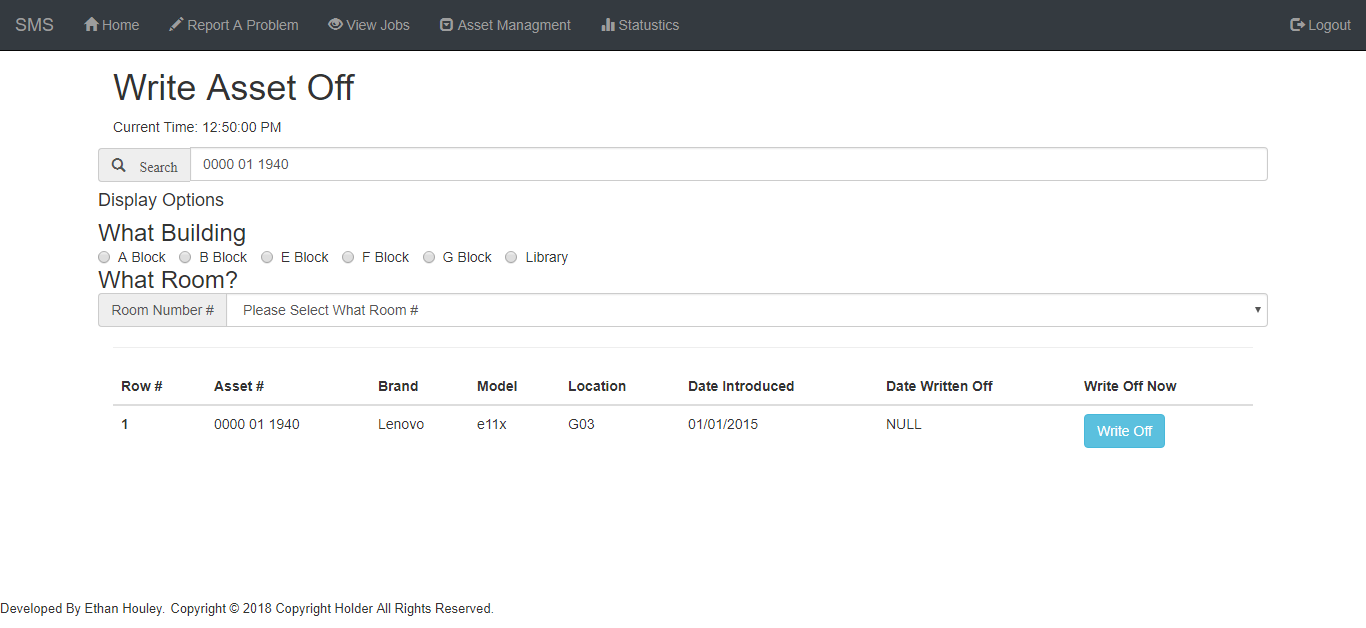 SMS Home Report A Problem View Jobs Asset Managment Statustics Logout
Write Asset Off
Current Time: 12:50:00 PM
Search 0000 01 1940
Display Options
What Building
A Block B Block E Block F Block G Block Library
What Room?
Room Number # Please Select What Room #
Row # Asset # Brand Model Location Date Introduced Date Written Off Write Off Now
1 0000 01 1940 Lenovo e11x G03 01/01/2015 NULL Write Off
Developed By Ethan Houley. Copyright © 2018 Copyright Holder All Rights Reserved.